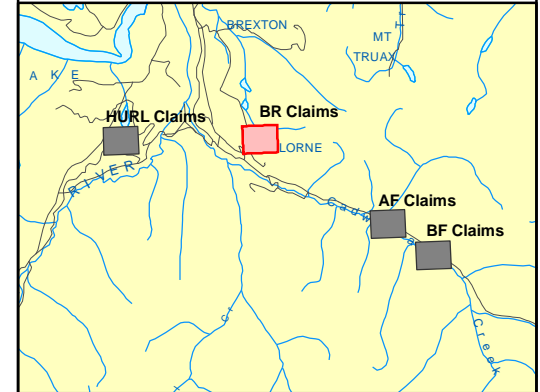 BREXTON
MT
TRUAX
A K E
HURL Claims
BR Claims
LORNE
RIVER
AF Claims
BF Claims
Creek